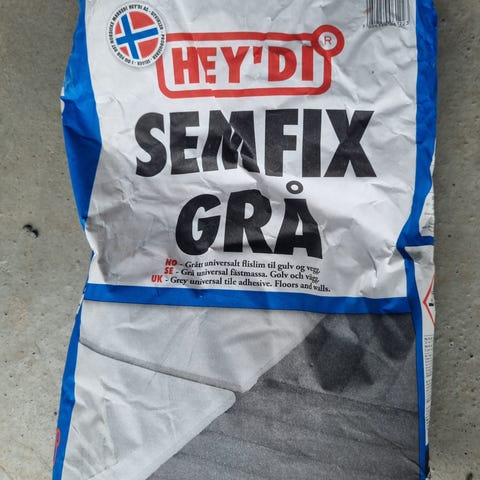 HEY'DI®
SEMFIX
GRÅ
NO - Grått universalt flislim til gulv og vegg.
SE - Grå universal fästmassa. Golv och vägg.
UK - Grey universal tile adhesive. Floors and walls.